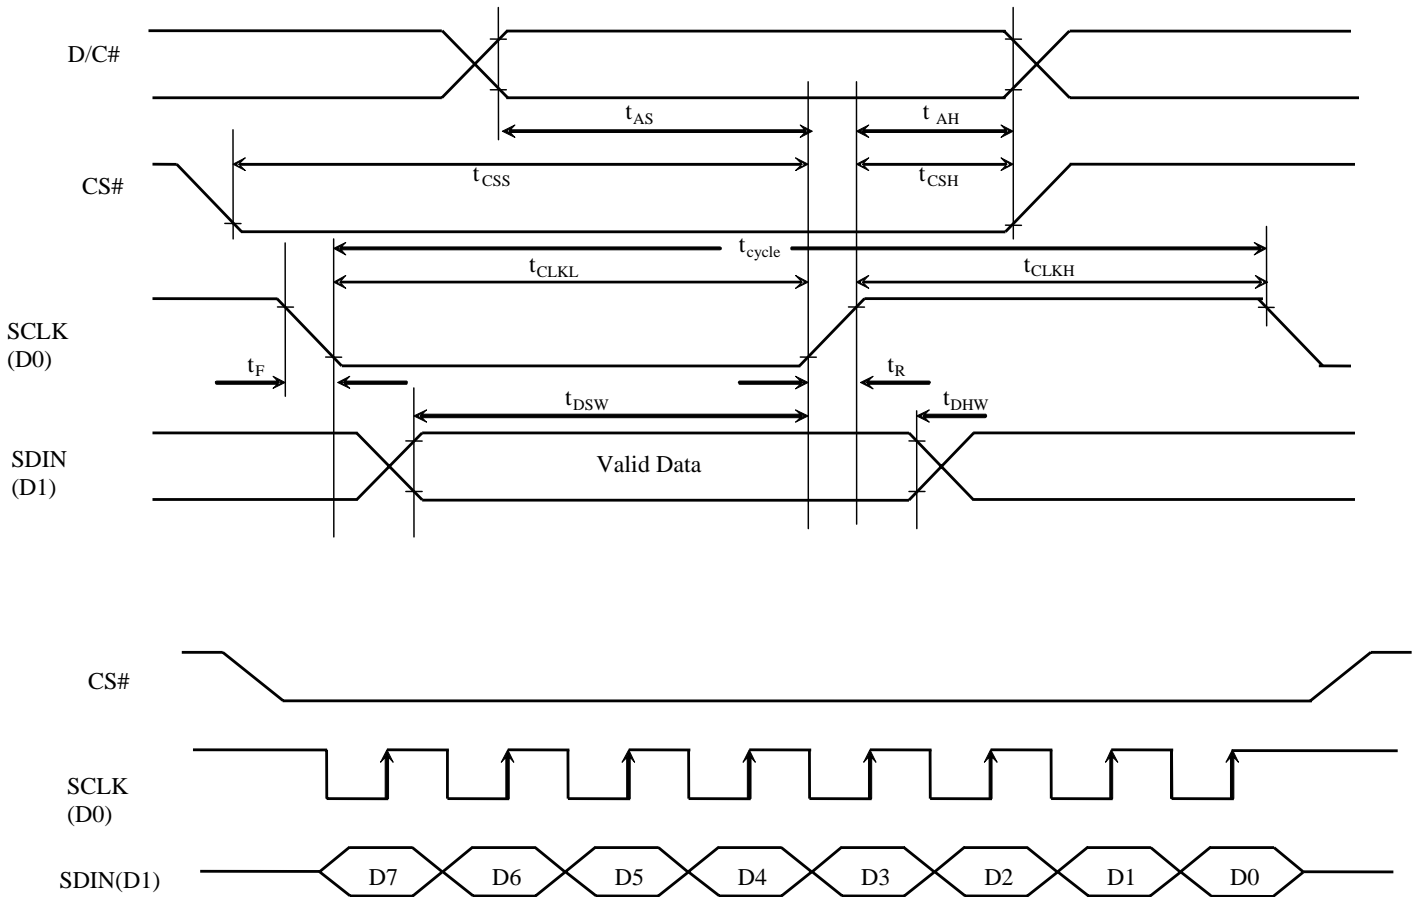 D/C#
tAS
t AH
CS#
tCSS
tCSH
tcycle
tCLKL
tCLKH
SCLK
(D0)
tF
tR
tDSW
tDHW
SDIN
(D1)
Valid Data
CS#
SCLK
(D0)
SDIN(D1)
D7 D6 D5 D4 D3 D2 D1 D0